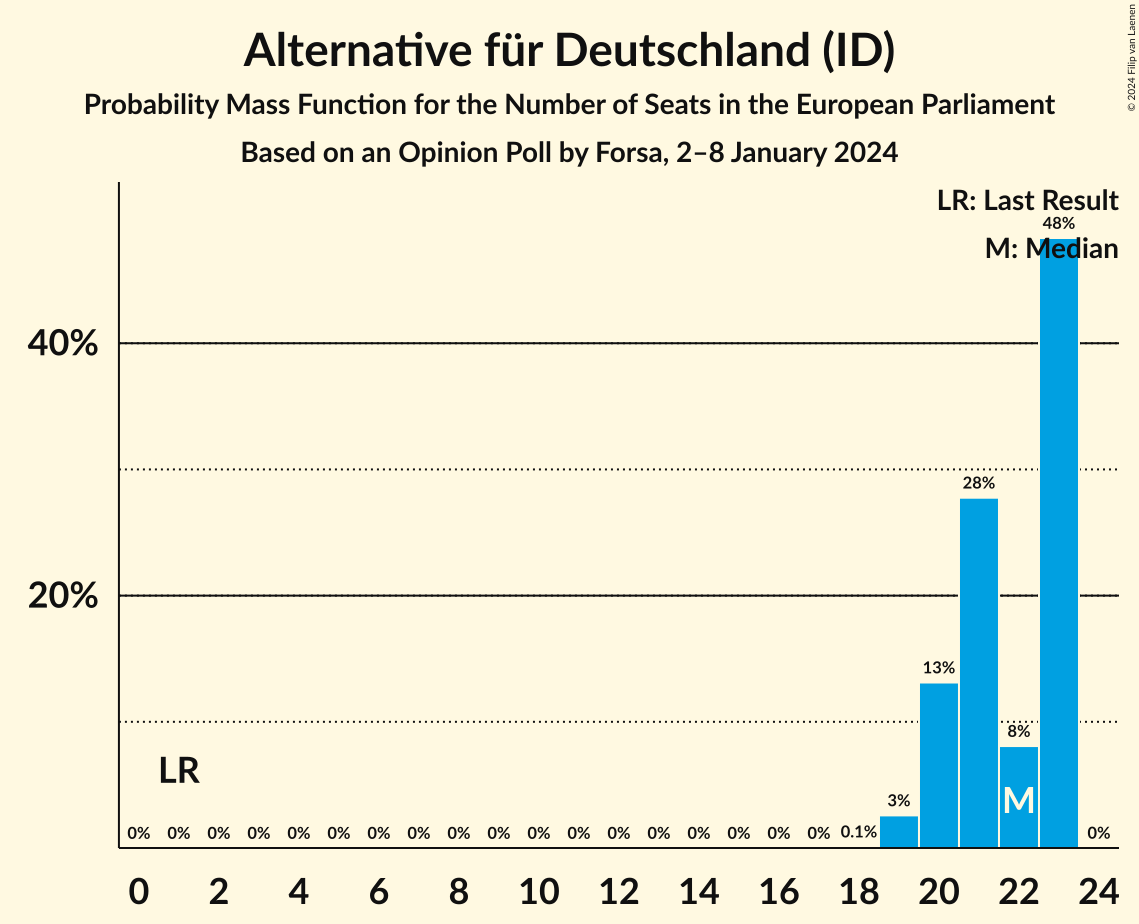 © 2024 Filip van Laenen
Alternative für Deutschland (ID)
Probability Mass Function for the Number of Seats in the European Parliament
Based on an Opinion Poll by Forsa, 2–8 January 2024
LR: Last Result
48%
M: Median
40%
28%
20%
13%
8%
LR
3%
M
0% 0% 0% 0% 0% 0% 0% 0% 0% 0% 0% 0% 0% 0% 0% 0% 0% 0% 0.1% 0%
0 2 4 6 8 10 12 14 16 18 20 22 24